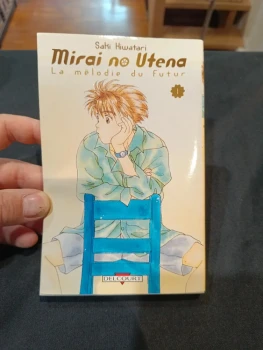 Saki Hiwatari
Mirai no Utena
La mélodie du futur
1
DELCOURT